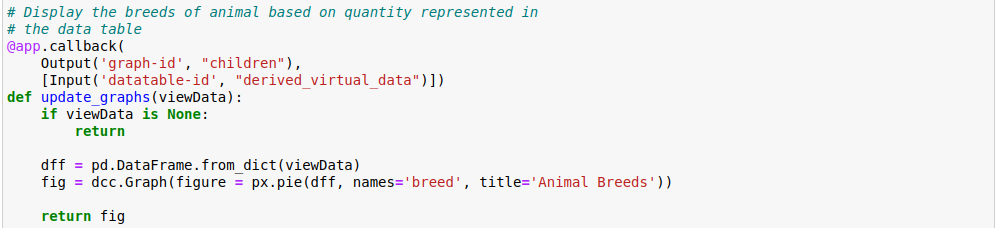 # Display the breeds of animal based on quantity represented in
# the data table
@app.callback(
    Output('graph-id', "children"),
    [Input('datatable-id', "derived_virtual_data")])
def update_graphs(viewData):
    if viewData is None:
        return

    dff = pd.DataFrame.from_dict(viewData)
    fig = dcc.Graph(figure = px.pie(dff, names='breed', title='Animal Breeds'))

    return fig